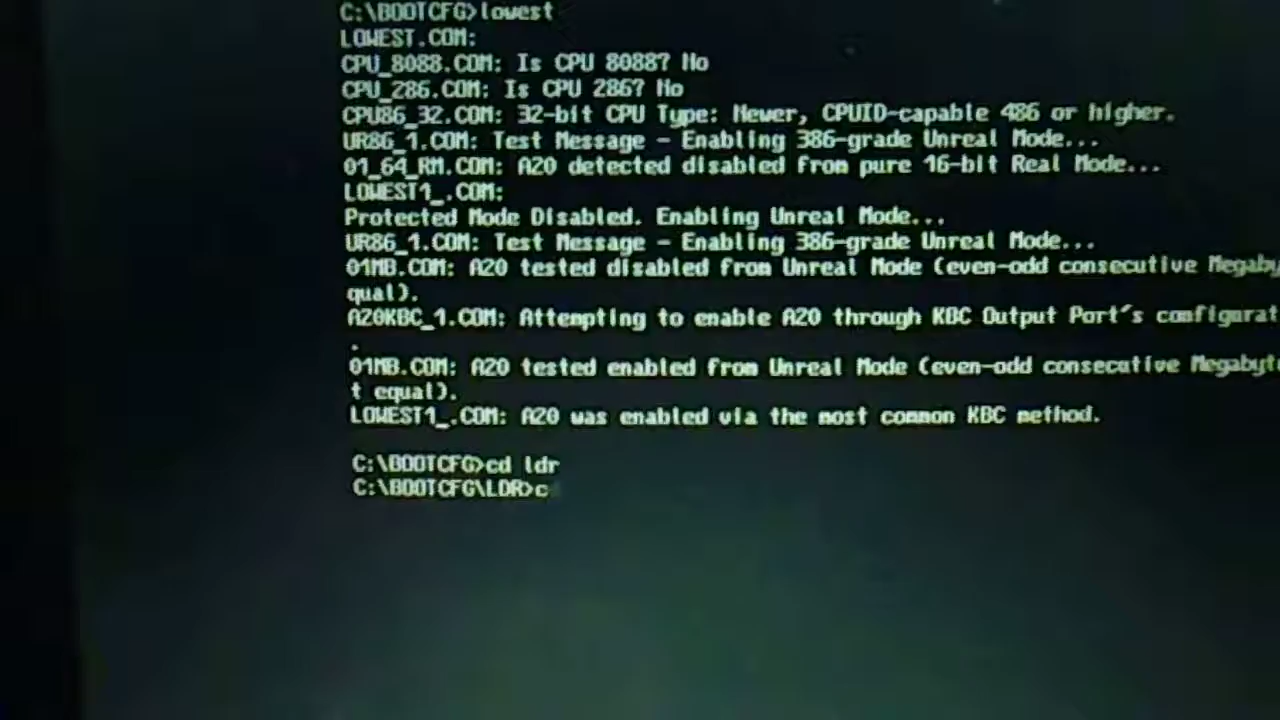 C:\BOOTCFG>lowest
LOWEST.COM:
CPU_8088.COM: Is CPU 8088? No
CPU_286.COM: Is CPU 286? No
CPU86_32.COM: 32-bit CPU Type: Newer, CPUID-capable 486 or higher.
UR86_1.COM: Test Message - Enabling 386-grade Unreal Mode...
01_64_RM.COM: A20 detected disabled from pure 16-bit Real Mode...
LOWEST1_.COM:
Protected Mode Disabled. Enabling Unreal Mode...
UR86_1.COM: Test Message - Enabling 386-grade Unreal Mode...
01MB.COM: A20 tested disabled from Unreal Mode (even-odd consecutive Megaby
qual).
A20KBC_1.COM: Attempting to enable A20 through KBC Output Port's configurat
.
01MB.COM: A20 tested enabled from Unreal Mode (even-odd consecutive Megabyt
t equal).
LOWEST1_.COM: A20 was enabled via the most common KBC method.
C:\BOOTCFG>cd ldr
C:\BOOTCFG\LDR>c